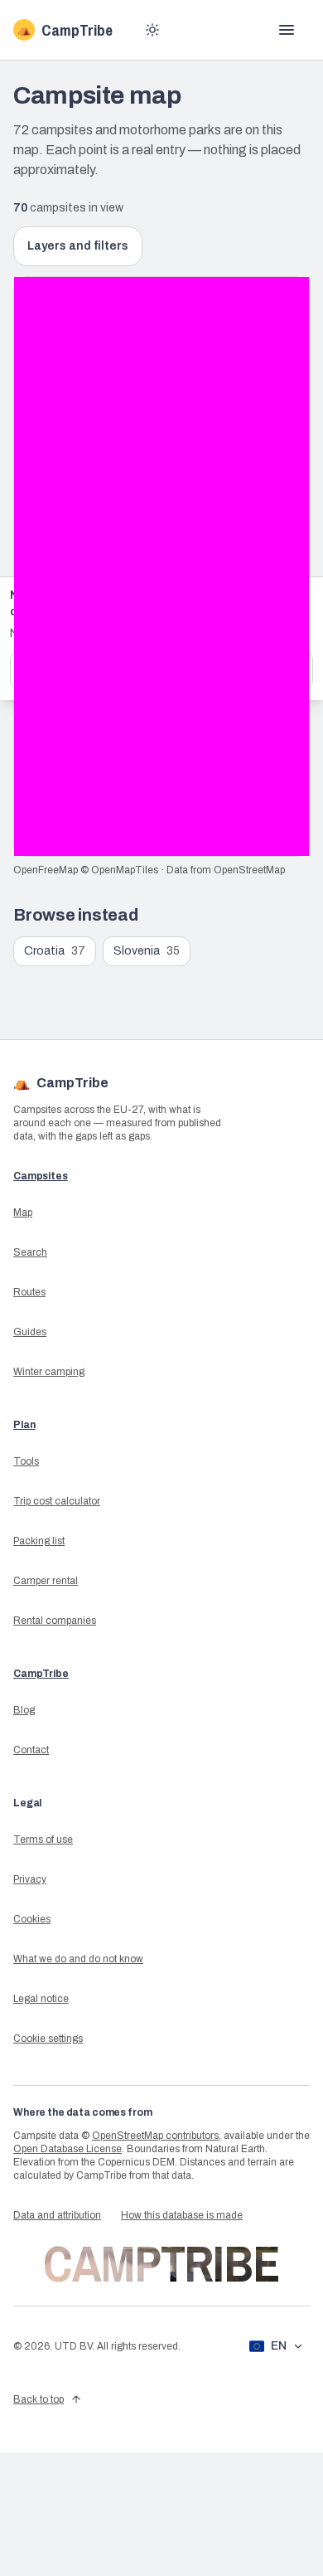 CampTribe
Campsite map
72 campsites and motorhome parks are on this
map. Each point is a real entry — nothing is placed
approximately.
70 campsites in view
Layers and filters
OpenFreeMap © OpenMapTiles · Data from OpenStreetMap
Browse instead
Croatia 37 Slovenia 35
CampTribe
Campsites across the EU-27, with what is
around each one — measured from published
data, with the gaps left as gaps.
Campsites
Map
Search
Routes
Guides
Winter camping
Plan
Tools
Trip cost calculator
Packing list
Camper rental
Rental companies
CampTribe
Blog
Contact
Legal
Terms of use
Privacy
Cookies
What we do and do not know
Legal notice
Cookie settings
Where the data comes from
Campsite data © OpenStreetMap contributors, available under the
Open Database License. Boundaries from Natural Earth.
Elevation from the Copernicus DEM. Distances and terrain are
calculated by CampTribe from that data.
Data and attribution How this database is made
CAMPTRIBE
© 2026. UTD BV. All rights reserved. EN
Back to top